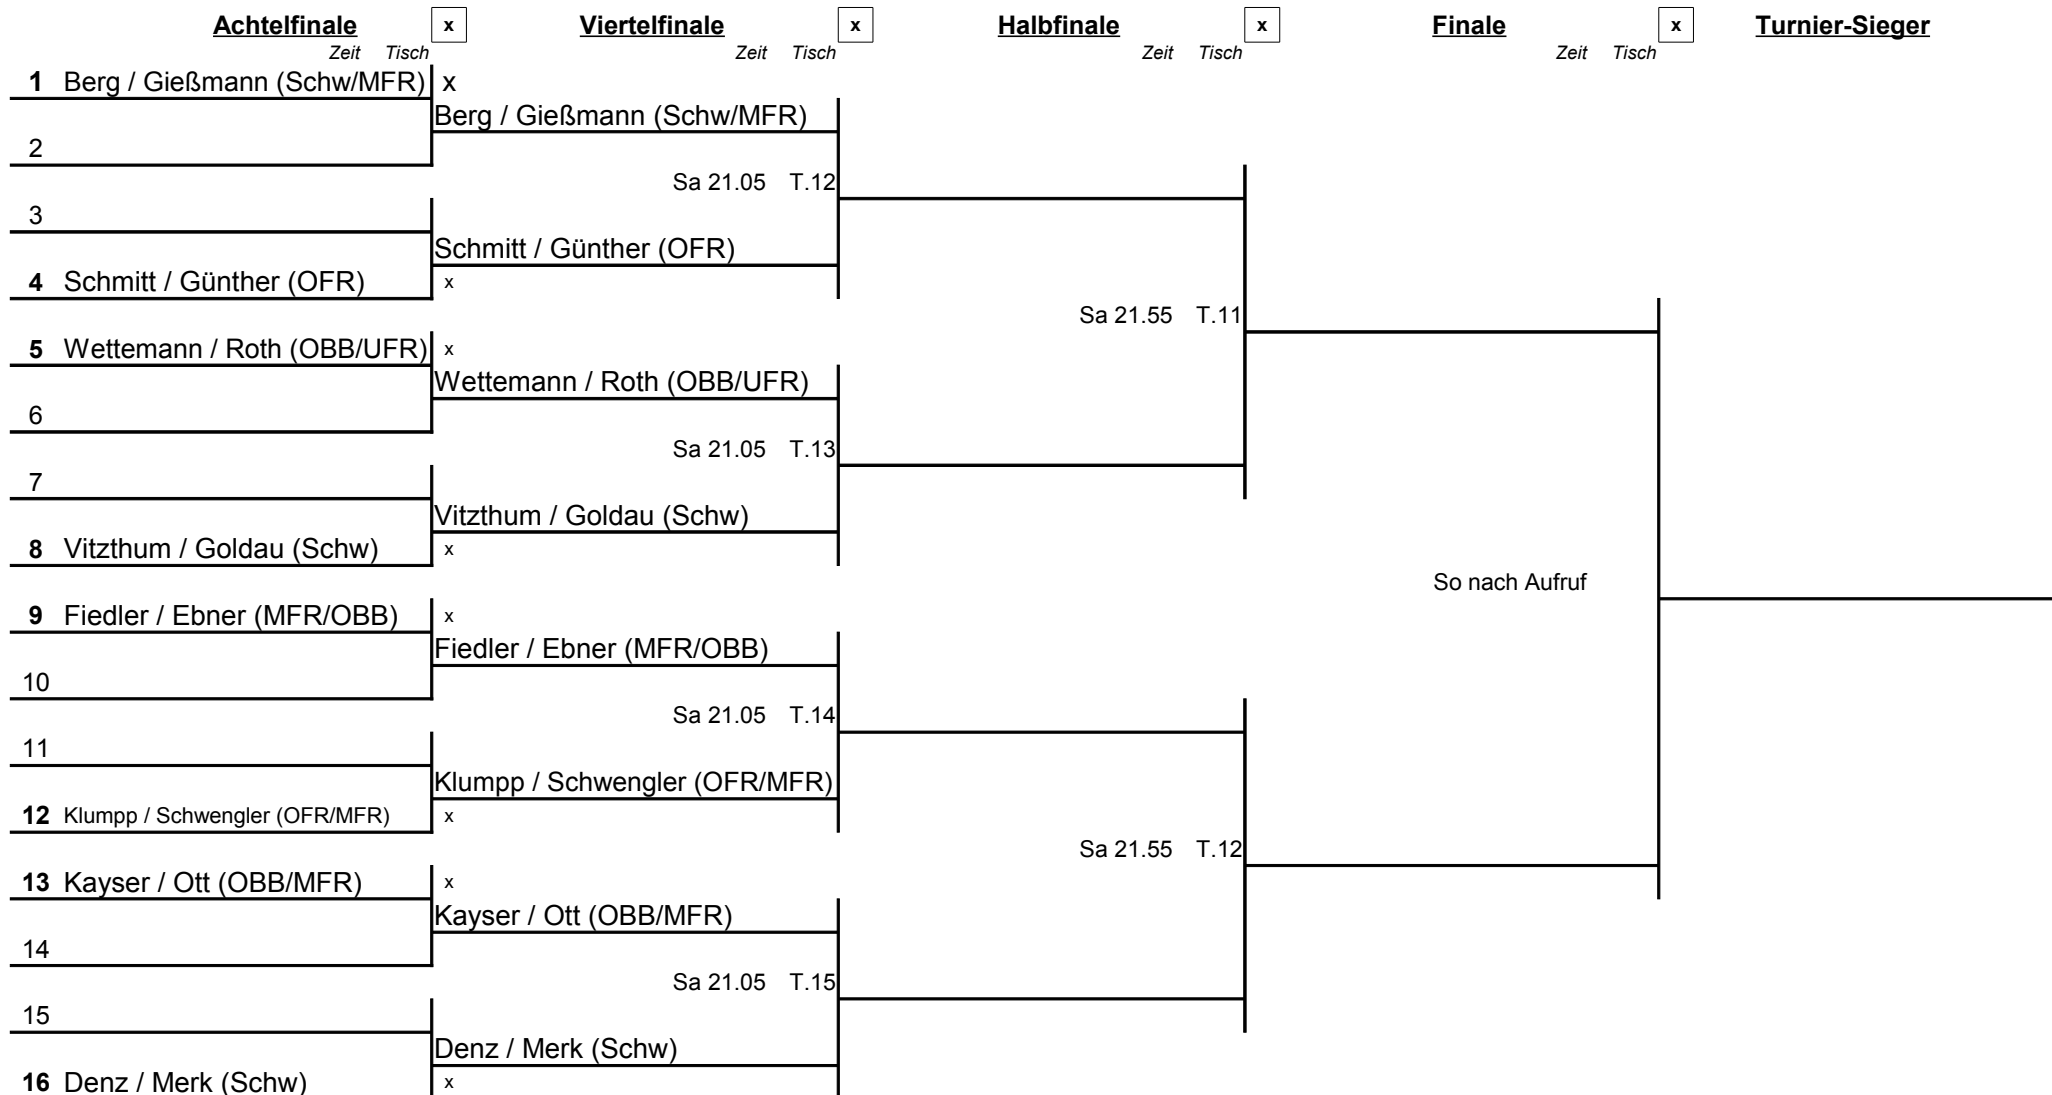 Achtelfinale x Viertelfinale x Halbfinale x Finale x Turnier-Sieger
Zeit Tisch Zeit Tisch Zeit Tisch Zeit Tisch
1 Berg / Gießmann (Schw/MFR) x
Berg / Gießmann (Schw/MFR)
2
Sa 21.05 T.12
3
Schmitt / Günther (OFR)
4 Schmitt / Günther (OFR) x
Sa 21.55 T.11
5 Wettemann / Roth (OBB/UFR) x
Wettemann / Roth (OBB/UFR)
6
Sa 21.05 T.13
7
Vitzthum / Goldau (Schw)
8 Vitzthum / Goldau (Schw) x
So nach Aufruf
9 Fiedler / Ebner (MFR/OBB) x
Fiedler / Ebner (MFR/OBB)
10
Sa 21.05 T.14
11
Klumpp / Schwengler (OFR/MFR)
12 Klumpp / Schwengler (OFR/MFR) x
Sa 21.55 T.12
13 Kayser / Ott (OBB/MFR) x
Kayser / Ott (OBB/MFR)
14
Sa 21.05 T.15
15
Denz / Merk (Schw)
16 Denz / Merk (Schw) x